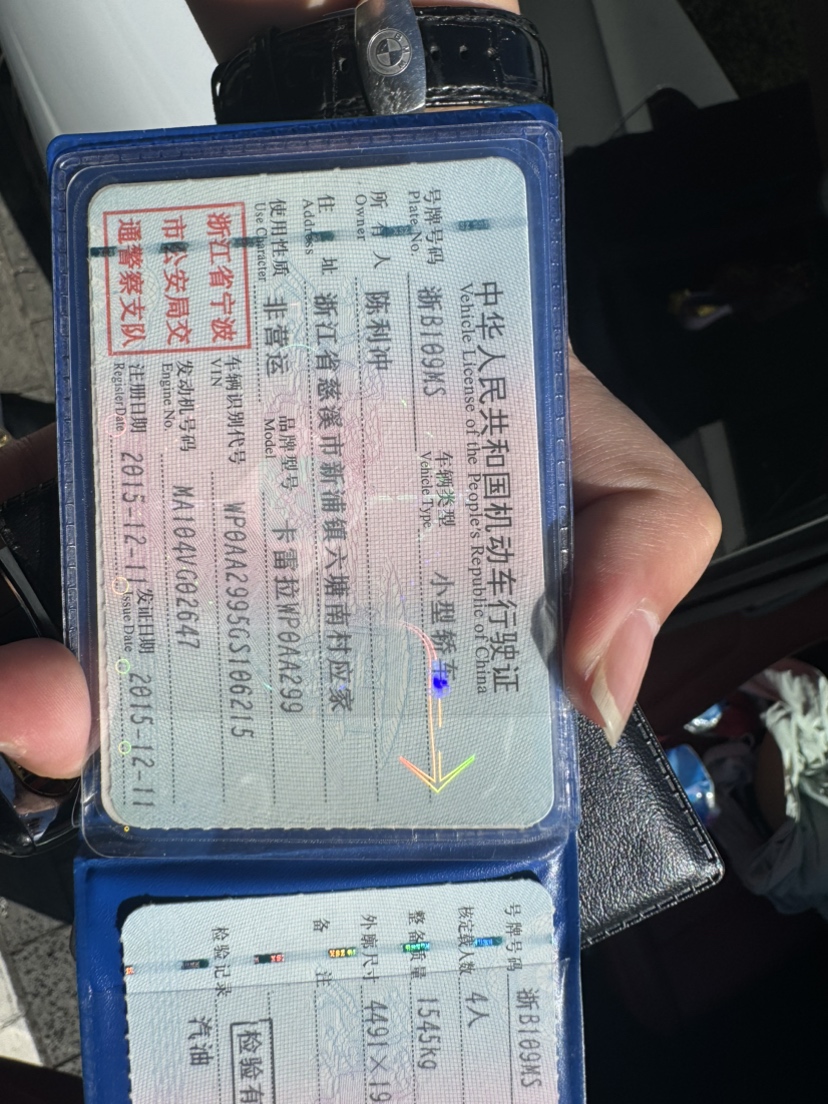 中华人民共和国机动车行驶证
Vehicle License of the People's Republic of China
号牌号码 浙B109MS 车辆类型 小型轿车
Plate No. Vehicle Type
所有人 陈利冲
Owner
住址 浙江省慈溪市新浦镇六塘南村应家
Address
使用性质 非营运 品牌型号 卡雷拉WP0AA299
Use Character Model
浙江省宁波
市公安局交
通警察支队
车辆识别代号 WP0AA2995GS106215
VIN
发动机号码 MA104VG02647
Engine No.
注册日期 2015-12-11 发证日期 2015-12-11
Register Date Issue Date
号牌号码 浙B109MS
核定载人数 4人
整备质量 1545kg
外廓尺寸 4491×19
备注
检验有
检验记录 汽油